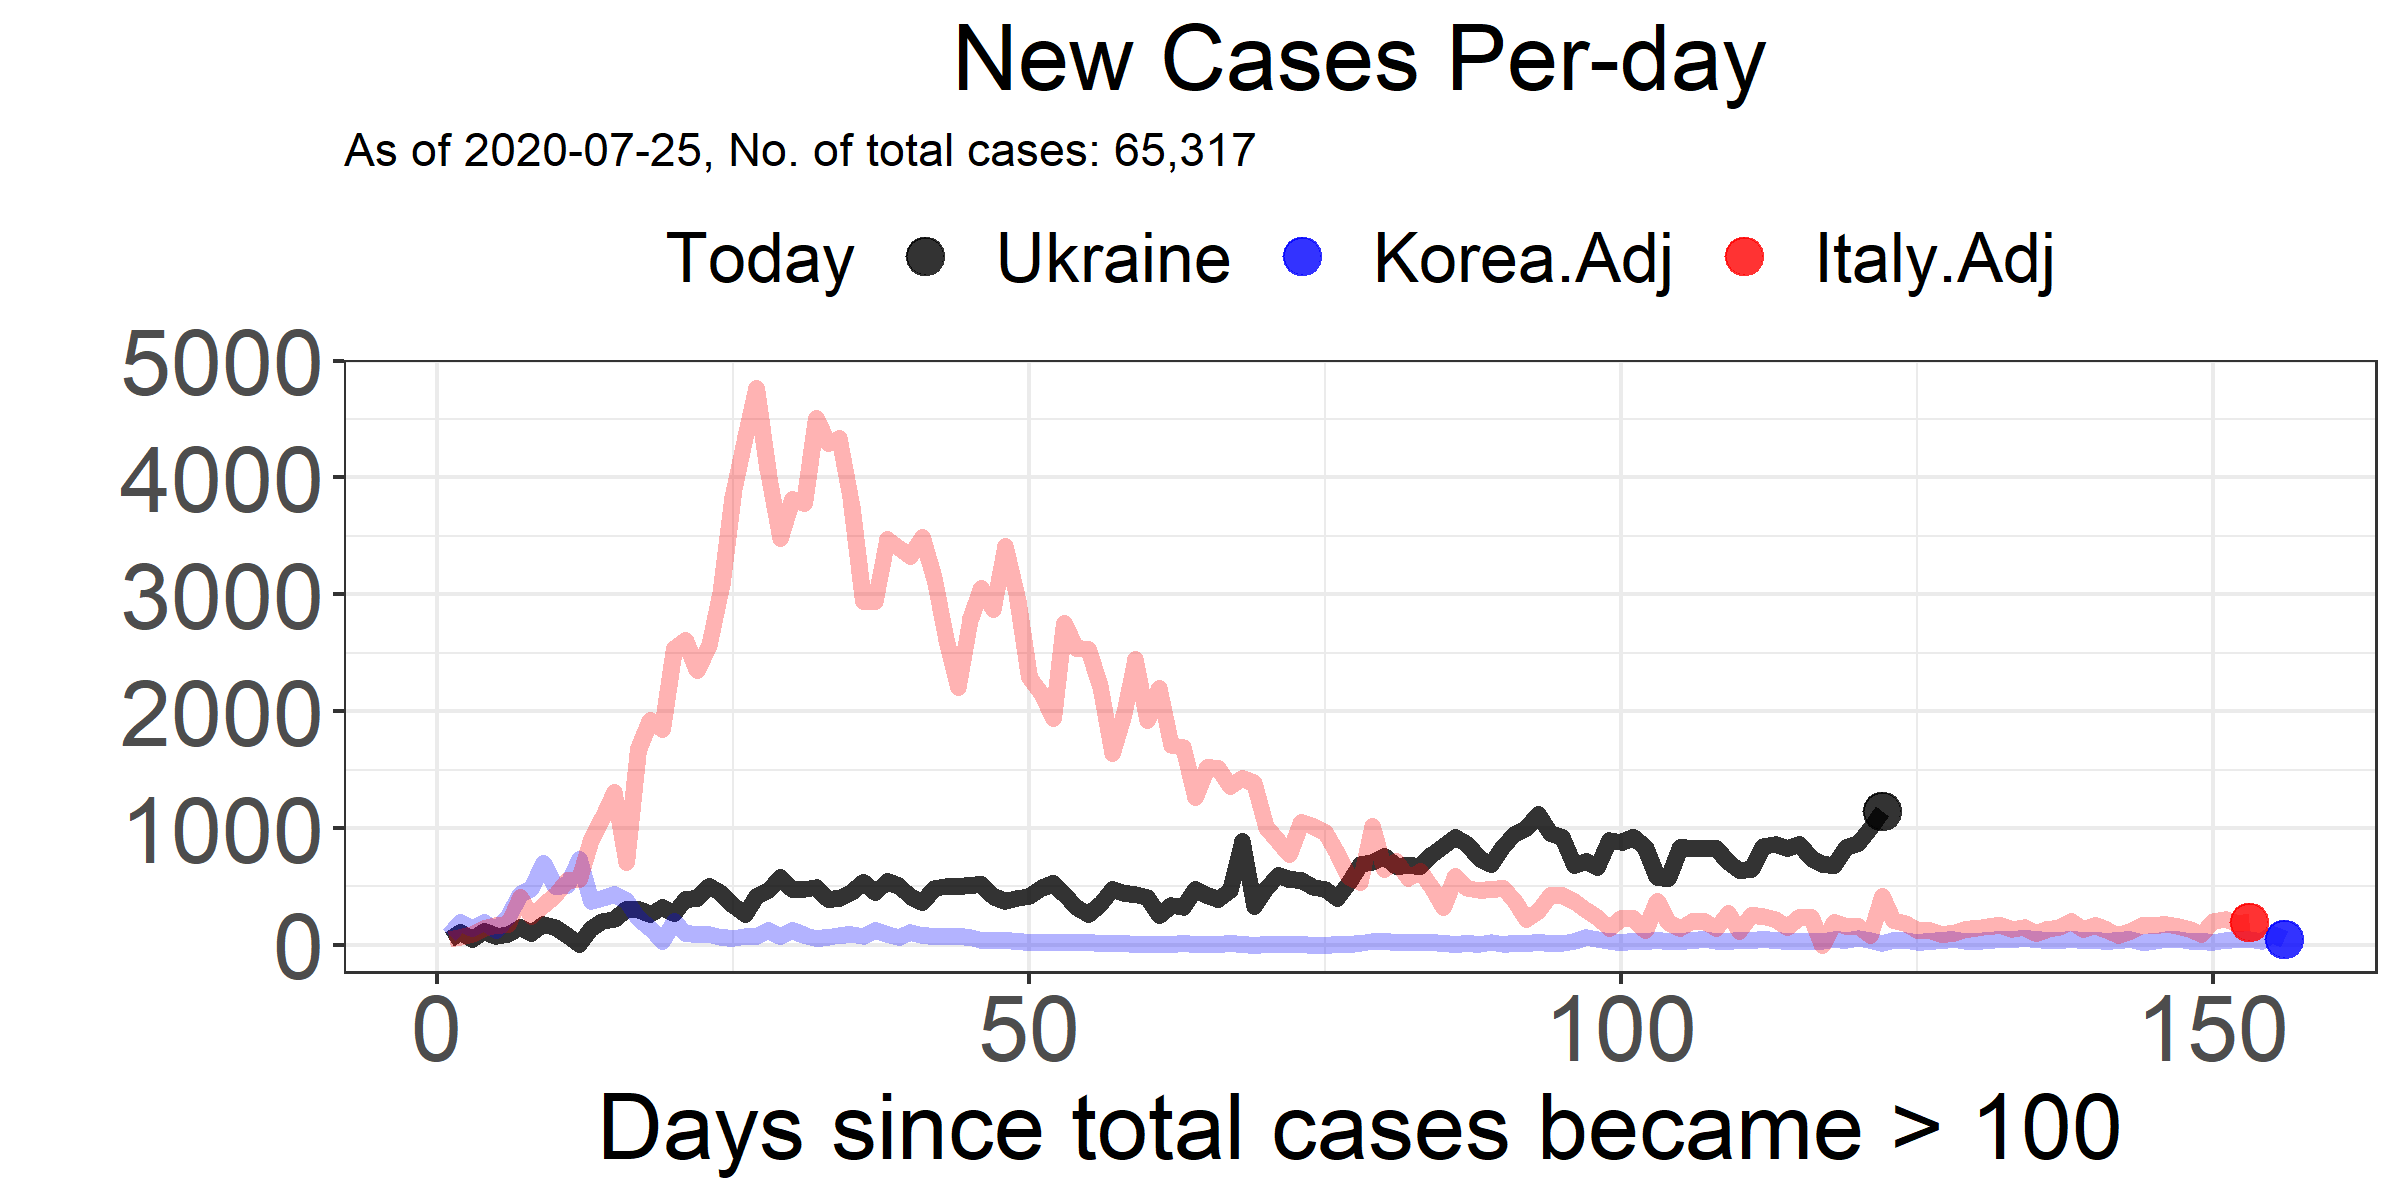 New Cases Per-day
As of 2020-07-25, No. of total cases: 65,317
Today Ukraine Korea.Adj Italy.Adj
5000
4000
3000
2000
1000
0
0 50 100 150
Days since total cases became > 100